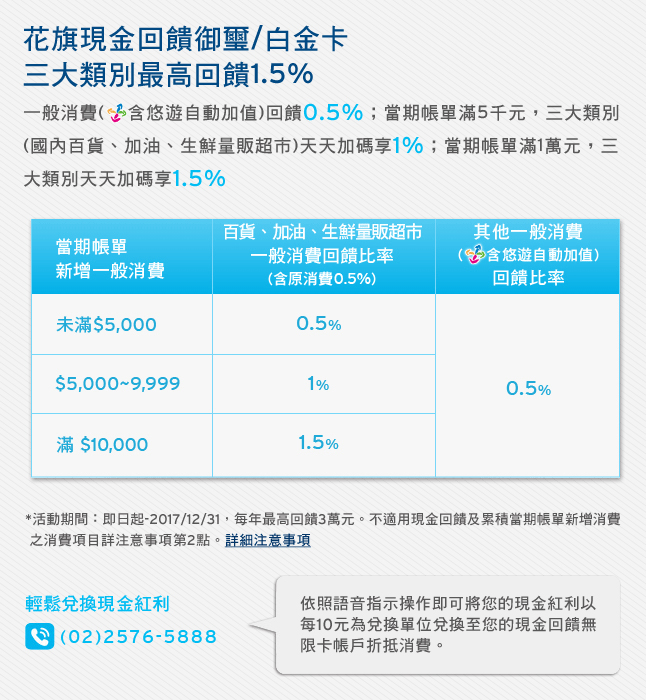 花旗現金回饋御璽/白金卡
三大類別最高回饋1.5%
一般消費(含悠遊自動加值)回饋0.5%；當期帳單滿5千元，三大類別
(國內百貨、加油、生鮮量販超市)天天加碼享1%；當期帳單滿1萬元，三
大類別天天加碼享1.5%
當期帳單
新增一般消費
百貨、加油、生鮮量販超市
一般消費回饋比率
(含原消費0.5%)
其他一般消費
(含悠遊自動加值)
回饋比率
未滿$5,000
0.5%
$5,000~9,999
1%
0.5%
滿 $10,000
1.5%
*活動期間：即日起-2017/12/31，每年最高回饋3萬元。不適用現金回饋及累積當期帳單新增消費
之消費項目詳注意事項第2點。詳細注意事項
輕鬆兌換現金紅利
(02)2576-5888
依照語音指示操作即可將您的現金紅利以
每10元為兌換單位兌換至您的現金回饋無
限卡帳戶折抵消費。